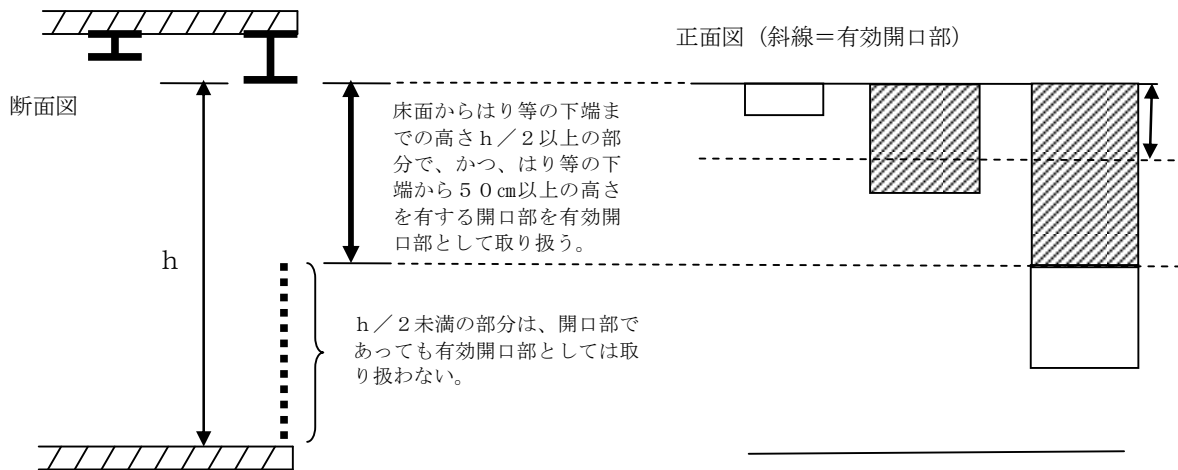 正面図（斜線＝有効開口部）
断面図
床面からはり等の下端ま
での高さｈ／２以上の部
分で、かつ、はり等の下
端から５０㎝以上の高さ
を有する開口部を有効開
口部として取り扱う。
ｈ
ｈ／２未満の部分は、開口部で
あっても有効開口部としては取
り扱わない。